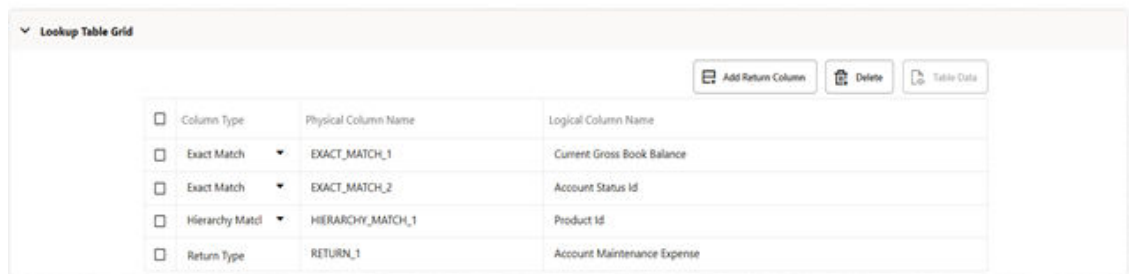 Lookup Table Grid
Add Return Column Delete Table Data
Column Type Physical Column Name Logical Column Name
Exact Match EXACT_MATCH_1 Current Gross Book Balance
Exact Match EXACT_MATCH_2 Account Status Id
Hierarchy Matcl HIERARCHY_MATCH_1 Product Id
Return Type RETURN_1 Account Maintenance Expense